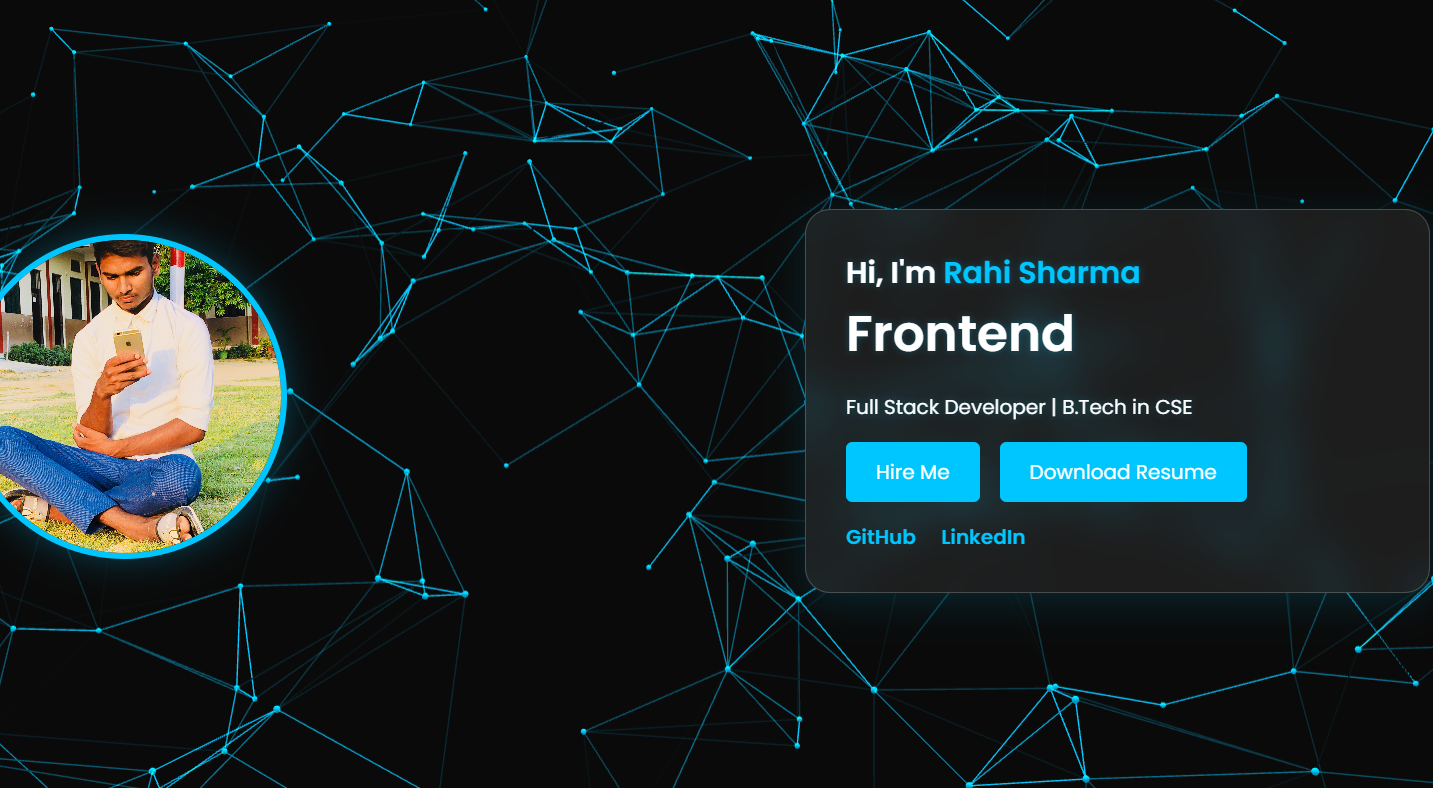 Hi, I'm Rahi Sharma
Frontend
Full Stack Developer | B.Tech in CSE
Hire Me Download Resume
GitHub LinkedIn